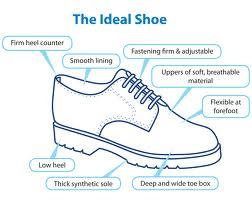 The Ideal Shoe
Firm heel counter
Smooth lining
Fastening firm & adjustable
Uppers of soft, breathable
material
Flexible at
forefoot
Low heel
Thick synthetic sole
Deep and wide toe box